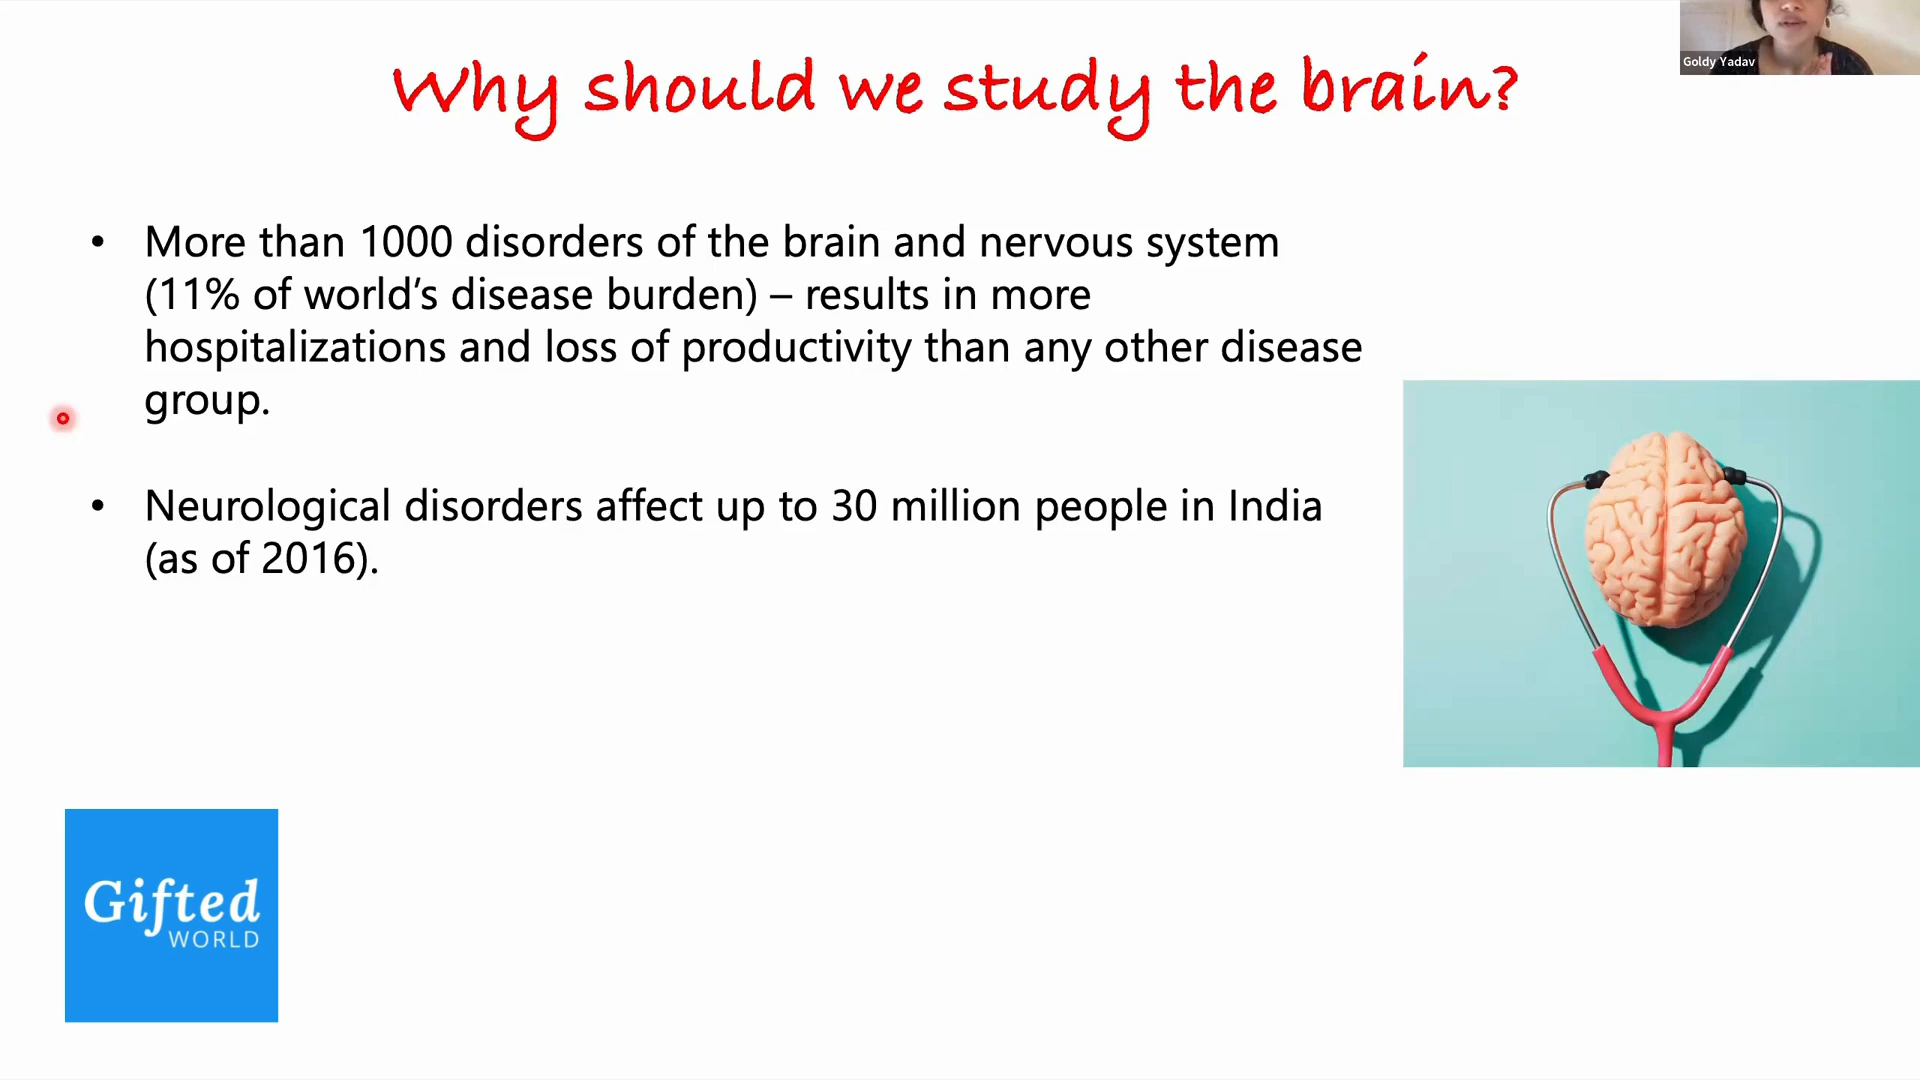 Goldy Yadav
Why should we study the brain?
• More than 1000 disorders of the brain and nervous system
(11% of world’s disease burden) – results in more
hospitalizations and loss of productivity than any other disease
group.
• Neurological disorders affect up to 30 million people in India
(as of 2016).
Gifted
WORLD